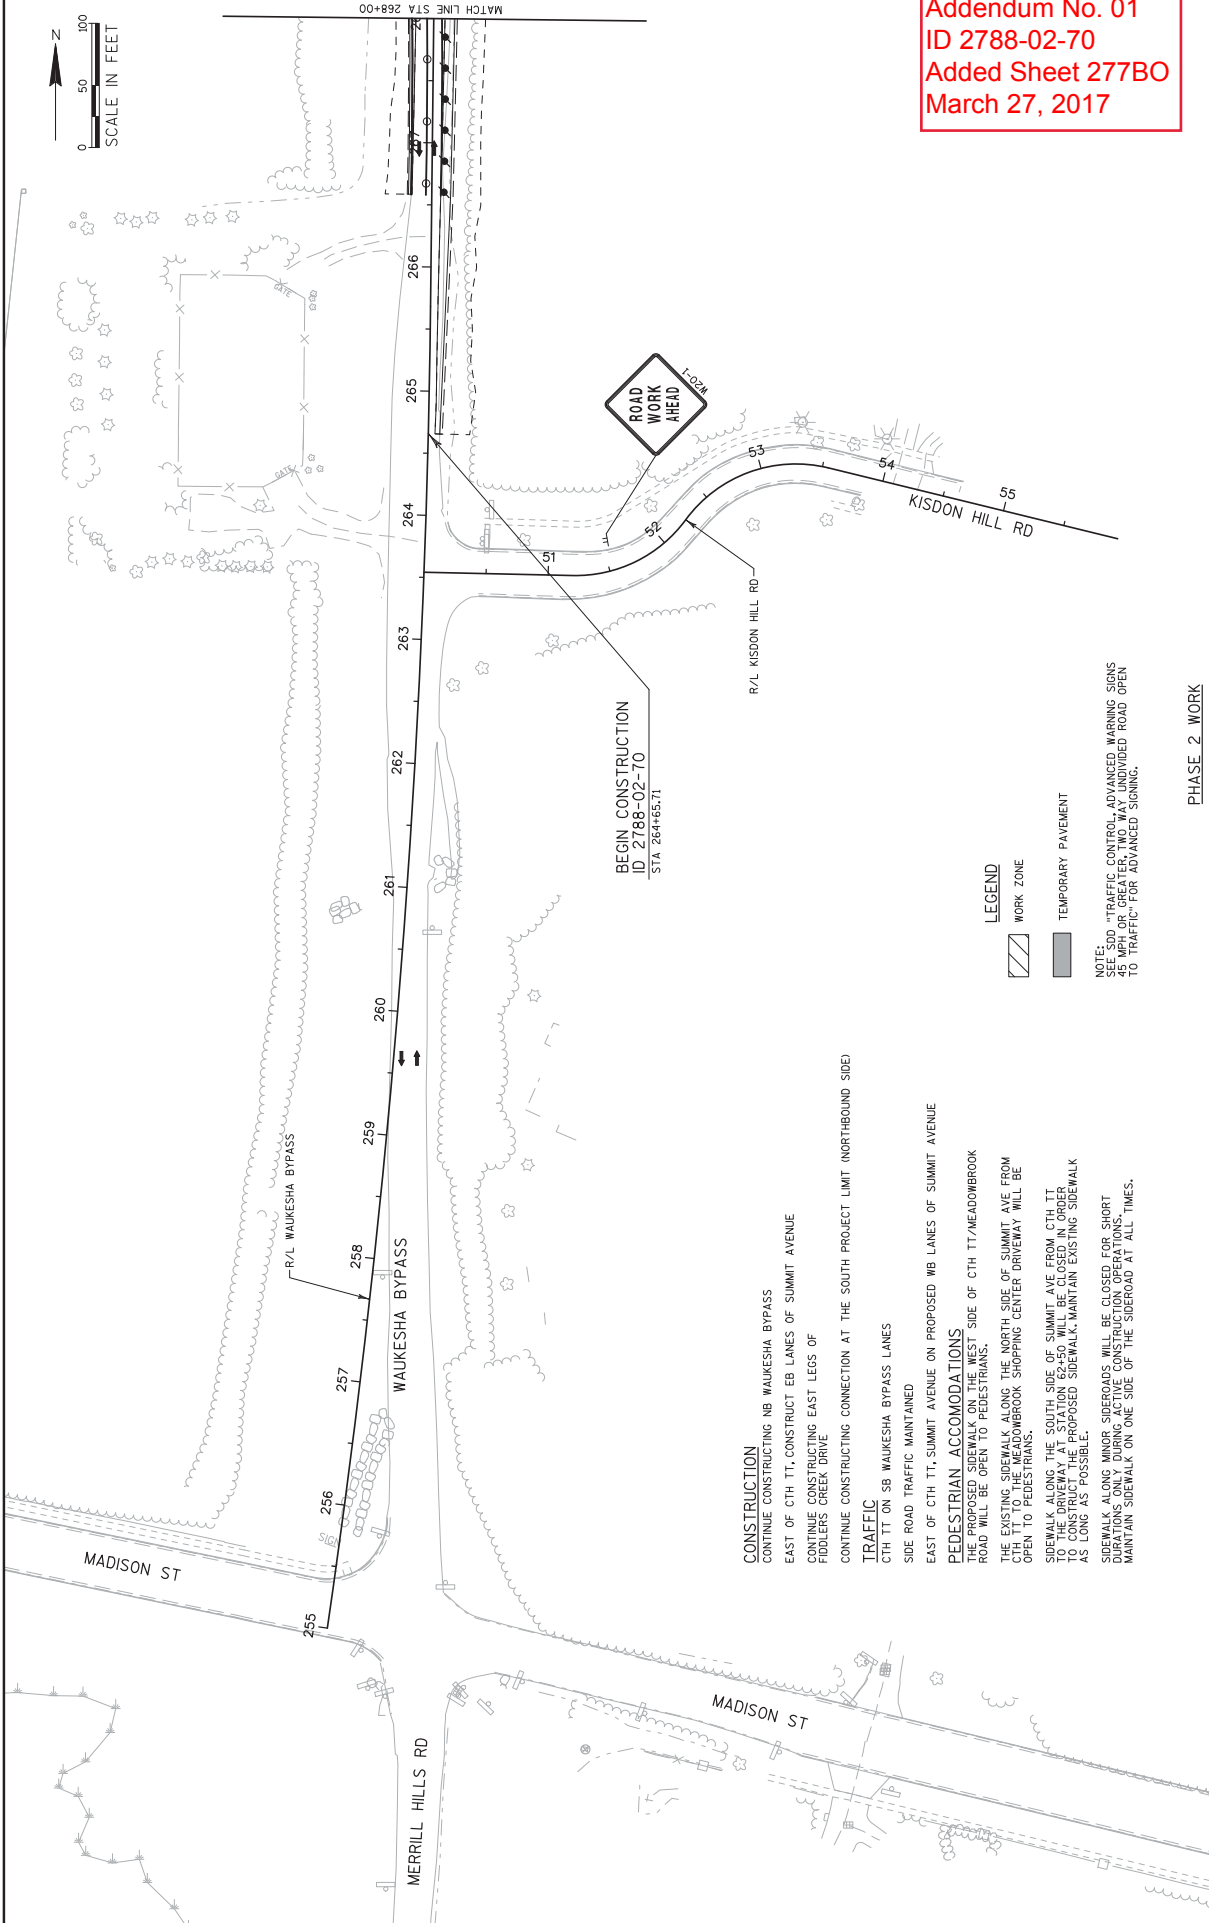 Addendum No. 01
ID 2788-02-70
Added Sheet 277BO
March 27, 2017
MATCH LINE STA 268+00
N
0 50 100
SCALE IN FEET
255
256
257
258
259
260
261
262
263
264
265
266
267
51
52
53
54
55
GATE
GATE
SIGN
ROAD
WORK
AHEAD
W20-1
KISDON HILL RD
R/L KISDON HILL RD
BEGIN CONSTRUCTION
ID 2788-02-70
STA 264+65.71
R/L WAUKESHA BYPASS
WAUKESHA BYPASS
MADISON ST
MADISON ST
MERRILL HILLS RD
CONSTRUCTION
CONTINUE CONSTRUCTING NB WAUKESHA BYPASS
EAST OF CTH TT, CONSTRUCT EB LANES OF SUMMIT AVENUE
CONTINUE CONSTRUCTING EAST LEGS OF
FIDDLERS CREEK DRIVE
CONTINUE CONSTRUCTING CONNECTION AT THE SOUTH PROJECT LIMIT (NORTHBOUND SIDE)
TRAFFIC
CTH TT ON SB WAUKESHA BYPASS LANES
SIDE ROAD TRAFFIC MAINTAINED
EAST OF CTH TT, SUMMIT AVENUE ON PROPOSED WB LANES OF SUMMIT AVENUE
PEDESTRIAN ACCOMODATIONS
THE PROPOSED SIDEWALK ON THE WEST SIDE OF CTH TT/MEADOWBROOK
ROAD WILL BE OPEN TO PEDESTRIANS.
THE EXISTING SIDEWALK ALONG THE NORTH SIDE OF SUMMIT AVE FROM
CTH TT TO THE MEADOWBROOK SHOPPING CENTER DRIVEWAY WILL BE
OPEN TO PEDESTRIANS.
SIDEWALK ALONG THE SOUTH SIDE OF SUMMIT AVE FROM CTH TT
TO THE DRIVEWAY AT STATION 62+50 WILL BE CLOSED IN ORDER
TO CONSTRUCT THE PROPOSED SIDEWALK. MAINTAIN EXISTING SIDEWALK
AS LONG AS POSSIBLE.
SIDEWALK ALONG MINOR SIDEROADS WILL BE CLOSED FOR SHORT
DURATIONS ONLY DURING ACTIVE CONSTRUCTION OPERATIONS.
MAINTAIN SIDEWALK ON ONE SIDE OF THE SIDEROAD AT ALL TIMES.
LEGEND
WORK ZONE
TEMPORARY PAVEMENT
NOTE:
SEE SDD "TRAFFIC CONTROL, ADVANCED WARNING SIGNS
45 MPH OR GREATER, TWO WAY UNDIVIDED ROAD OPEN
TO TRAFFIC" FOR ADVANCED SIGNING.
PHASE 2 WORK